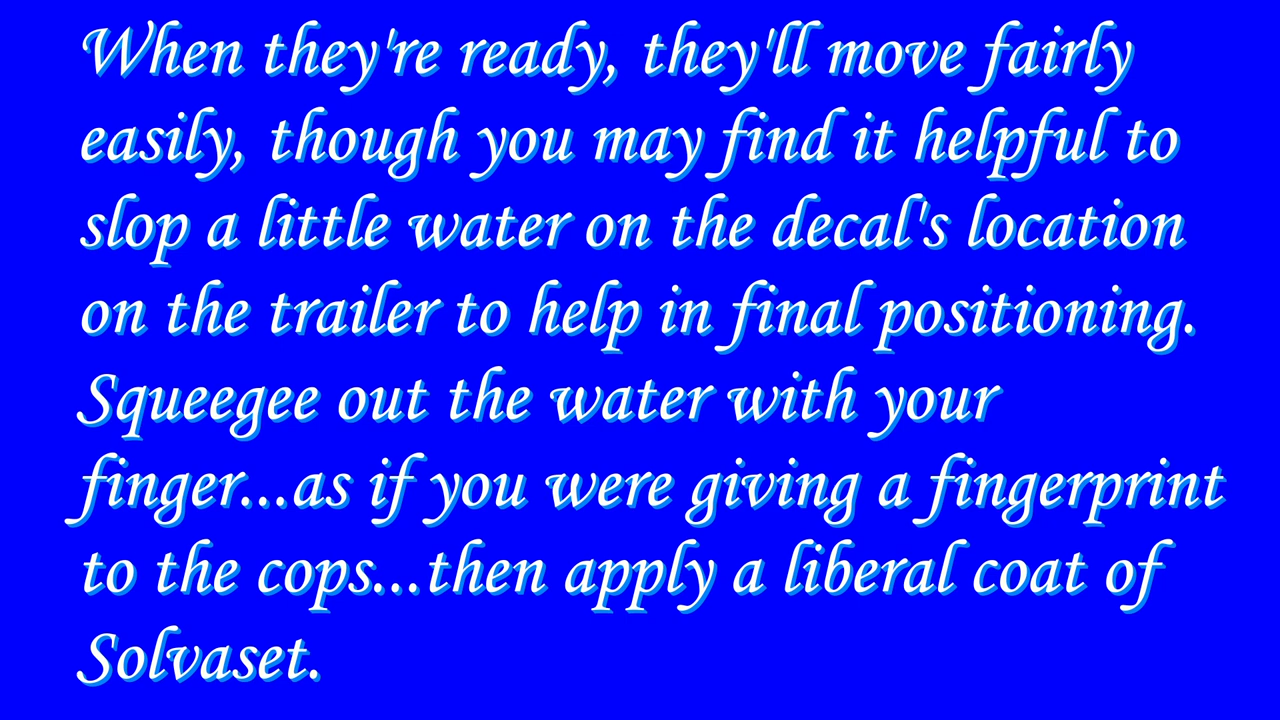 When they're ready, they'll move fairly
easily, though you may find it helpful to
slop a little water on the decal's location
on the trailer to help in final positioning.
Squeegee out the water with your
finger...as if you were giving a fingerprint
to the cops...then apply a liberal coat of
Solvaset.